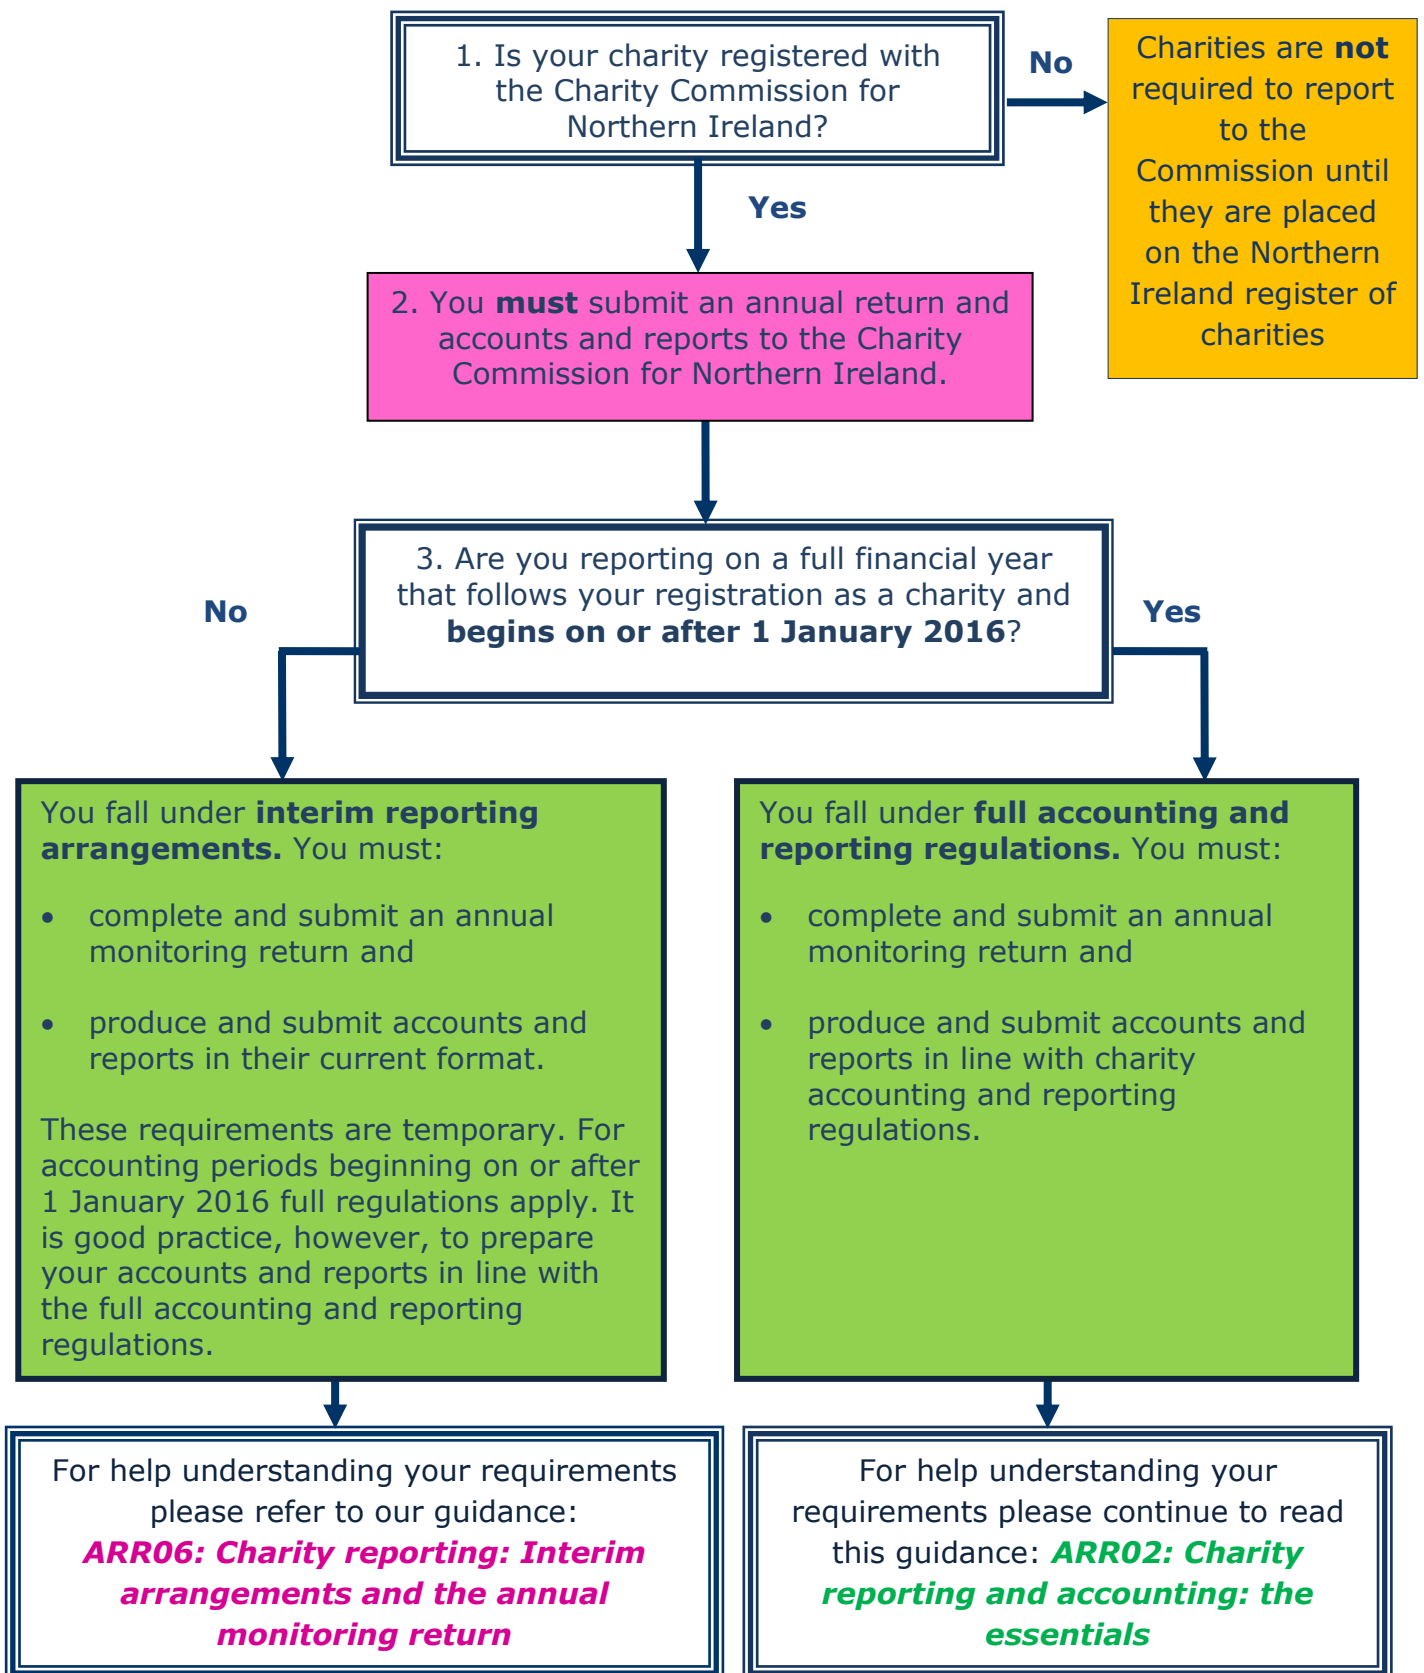 1. Is your charity registered with
the Charity Commission for
Northern Ireland?
No
Charities are not
required to report
to the
Commission until
they are placed
on the Northern
Ireland register of
charities
Yes
2. You must submit an annual return and
accounts and reports to the Charity
Commission for Northern Ireland.
3. Are you reporting on a full financial year
that follows your registration as a charity and
begins on or after 1 January 2016?
No
Yes
You fall under interim reporting
arrangements. You must:
• complete and submit an annual
monitoring return and
• produce and submit accounts and
reports in their current format.
These requirements are temporary. For
accounting periods beginning on or after
1 January 2016 full regulations apply. It
is good practice, however, to prepare
your accounts and reports in line with
the full accounting and reporting
regulations.
You fall under full accounting and
reporting regulations. You must:
• complete and submit an annual
monitoring return and
• produce and submit accounts and
reports in line with charity
accounting and reporting
regulations.
For help understanding your requirements
please refer to our guidance:
ARR06: Charity reporting: Interim
arrangements and the annual
monitoring return
For help understanding your
requirements please continue to read
this guidance: ARR02: Charity
reporting and accounting: the
essentials